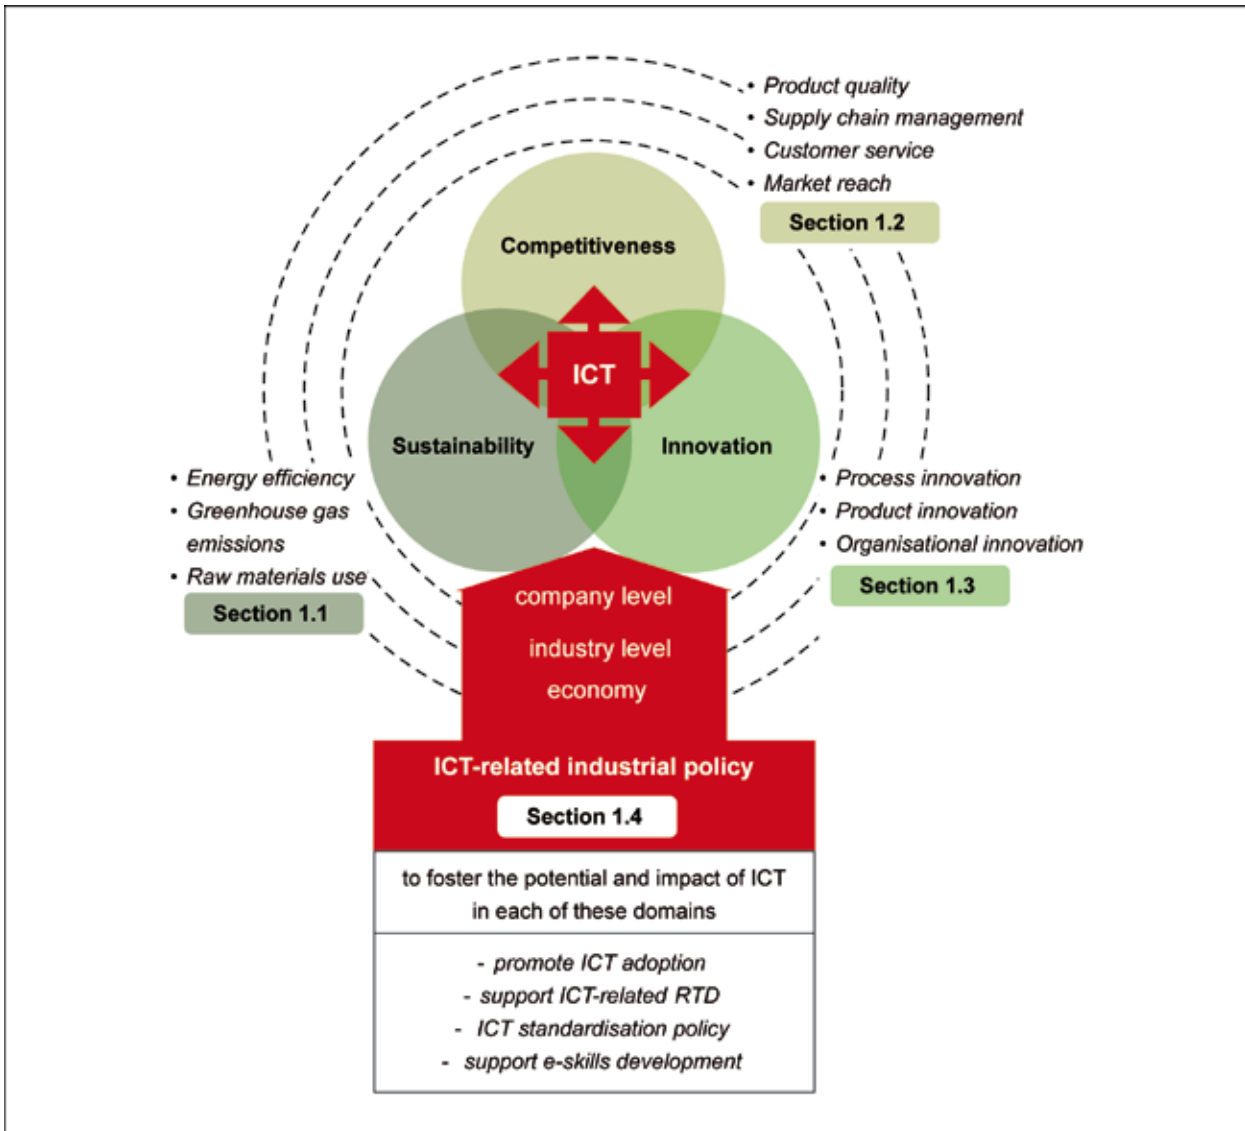 • Product quality
• Supply chain management
• Customer service
• Market reach
Section 1.2
Competitiveness
ICT
Sustainability
Innovation
• Energy efficiency
• Greenhouse gas
emissions
• Raw materials use
Section 1.1
• Process innovation
• Product innovation
• Organisational innovation
Section 1.3
company level
industry level
economy
ICT-related industrial policy
Section 1.4
to foster the potential and impact of ICT
in each of these domains
- promote ICT adoption
- support ICT-related RTD
- ICT standardisation policy
- support e-skills development